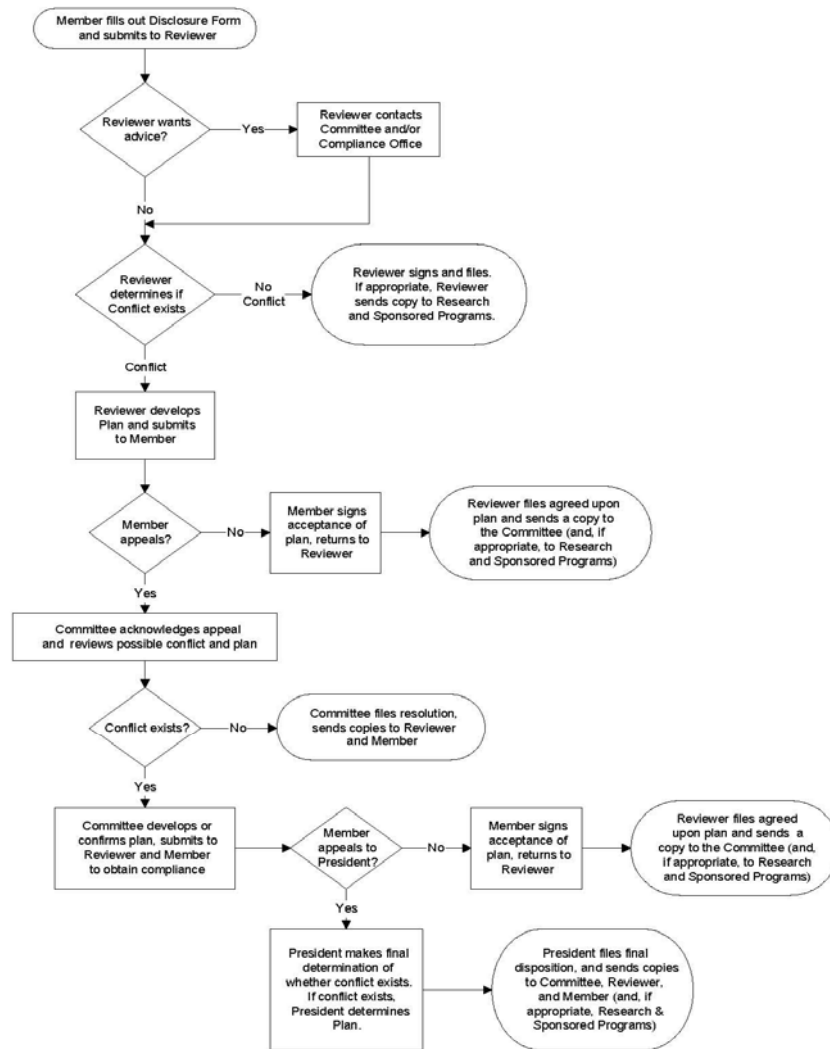 Member fills out Disclosure Form
and submits to Reviewer
Reviewer wants
advice?
Yes
Reviewer contacts
Committee and/or
Compliance Office
No
Reviewer
determines if
Conflict exists
No
Conflict
Reviewer signs and files.
If appropriate, Reviewer
sends copy to Research
and Sponsored Programs.
Conflict
Reviewer develops
Plan and submits
to Member
Member
appeals?
No
Member signs
acceptance of
plan, returns to
Reviewer
Reviewer files agreed upon
plan and sends a copy to
the Committee (and, if
appropriate, to Research
and Sponsored Programs)
Yes
Committee acknowledges appeal
and reviews possible conflict and plan
Conflict exists?
No
Committee files resolution,
sends copies to Reviewer
and Member
Yes
Committee develops or
confirms plan, submits to
Reviewer and Member
to obtain compliance
Member
appeals to
President?
No
Member signs
acceptance of
plan, returns to
Reviewer
Reviewer files agreed
upon plan and sends a
copy to the Committee (and,
if appropriate, to Research
and Sponsored Programs)
Yes
President makes final
determination of
whether conflict exists.
If conflict exists,
President determines
Plan.
President files final
disposition, and sends copies
to Committee, Reviewer,
and Member (and, if
appropriate, Research &
Sponsored Programs)